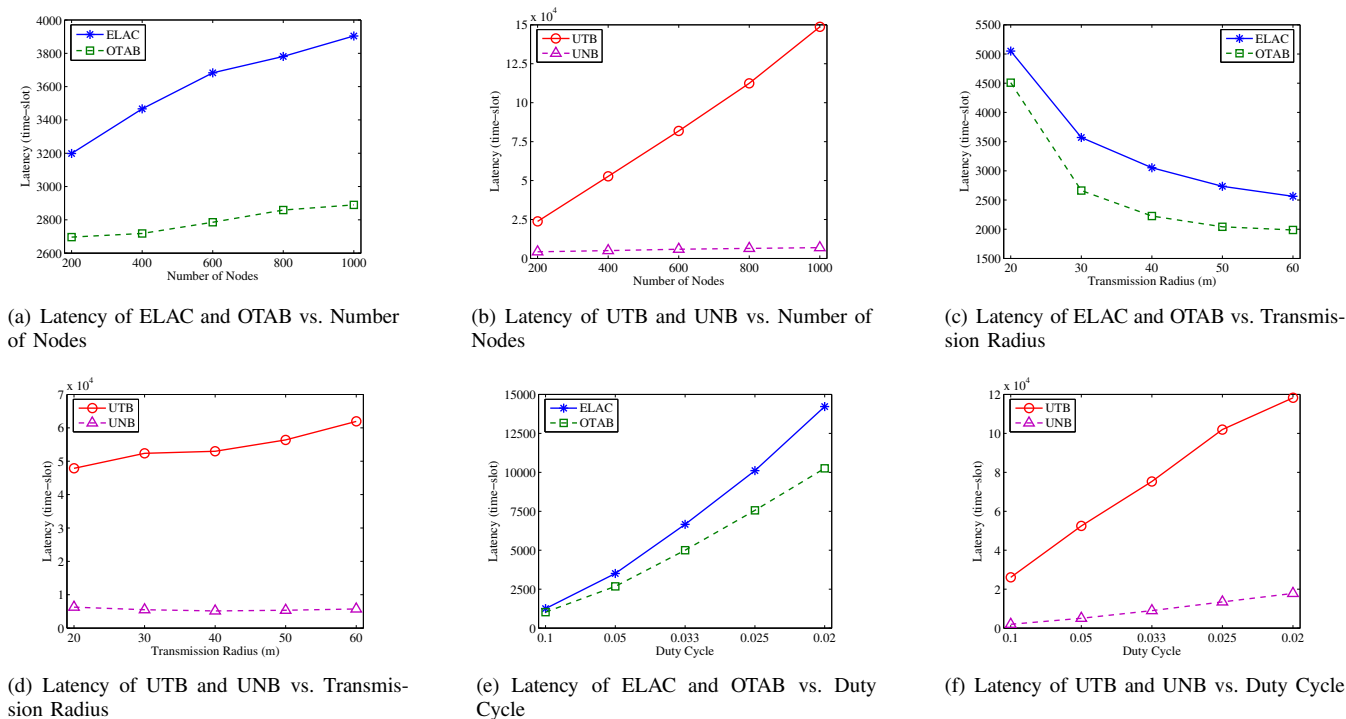 4000
3800
3600
3400
3200
3000
2800
2600
Latency (time−slot)
ELAC
OTAB
200 400 600 800 1000
Number of Nodes
(a) Latency of ELAC and OTAB vs. Number
of Nodes
x 10^4
15
12.5
10
7.5
5
2.5
0
Latency (time−slot)
UTB
UNB
200 400 600 800 1000
Number of Nodes
(b) Latency of UTB and UNB vs. Number of
Nodes
5500
5000
4500
4000
3500
3000
2500
2000
1500
Latency (time−slot)
ELAC
OTAB
20 30 40 50 60
Transmission Radius (m)
(c) Latency of ELAC and OTAB vs. Transmis-
sion Radius
x 10^4
7
6
5
4
3
2
1
0
Latency (time−slot)
UTB
UNB
20 30 40 50 60
Transmission Radius (m)
(d) Latency of UTB and UNB vs. Transmis-
sion Radius
15000
12500
10000
7500
5000
2500
0
Latency (time−slot)
ELAC
OTAB
0.1 0.05 0.033 0.025 0.02
Duty Cycle
(e) Latency of ELAC and OTAB vs. Duty
Cycle
x 10^4
12
10
8
6
4
2
0
Latency (time−slot)
UTB
UNB
0.1 0.05 0.033 0.025 0.02
Duty Cycle
(f) Latency of UTB and UNB vs. Duty Cycle